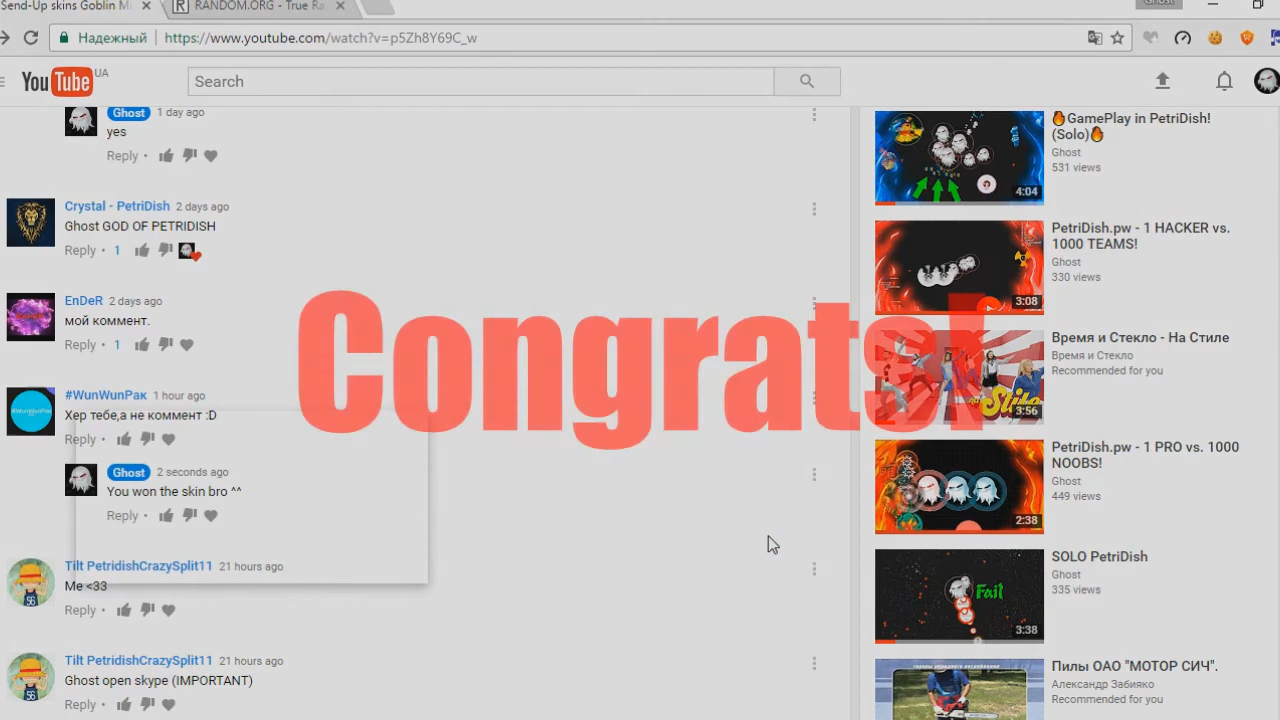 Send-Up skins Goblin M
RANDOM.ORG - True Ra
Ghost
Надежный
https://www.youtube.com/watch?v=p5Zh8Y69C_w
YouTube UA
Search
Ghost 1 day ago
yes
Reply
Crystal - PetriDish 2 days ago
Ghost GOD OF PETRIDISH
Reply 1
EnDeR 2 days ago
мой коммент.
Reply 1
#WunWunРак 1 hour ago
Хер тебе,а не коммент :D
Reply
Ghost 2 seconds ago
You won the skin bro ^^
Reply
Tilt PetridishCrazySplit11 21 hours ago
Me <33
Reply
Tilt PetridishCrazySplit11 21 hours ago
Ghost open skype (IMPORTANT)
Reply
Congrats!
4:04
🔥GamePlay in PetriDish!
(Solo)🔥
Ghost
531 views
3:08
PetriDish.pw - 1 HACKER vs.
1000 TEAMS!
Ghost
330 views
3:56
Время и Стекло - На Стиле
Время и Стекло
Recommended for you
2:38
PetriDish.pw - 1 PRO vs. 1000
NOOBS!
Ghost
449 views
Fail
3:38
SOLO PetriDish
Ghost
335 views
Пилы ОАО "МОТОР СИЧ".
Александр Забияко
Recommended for you